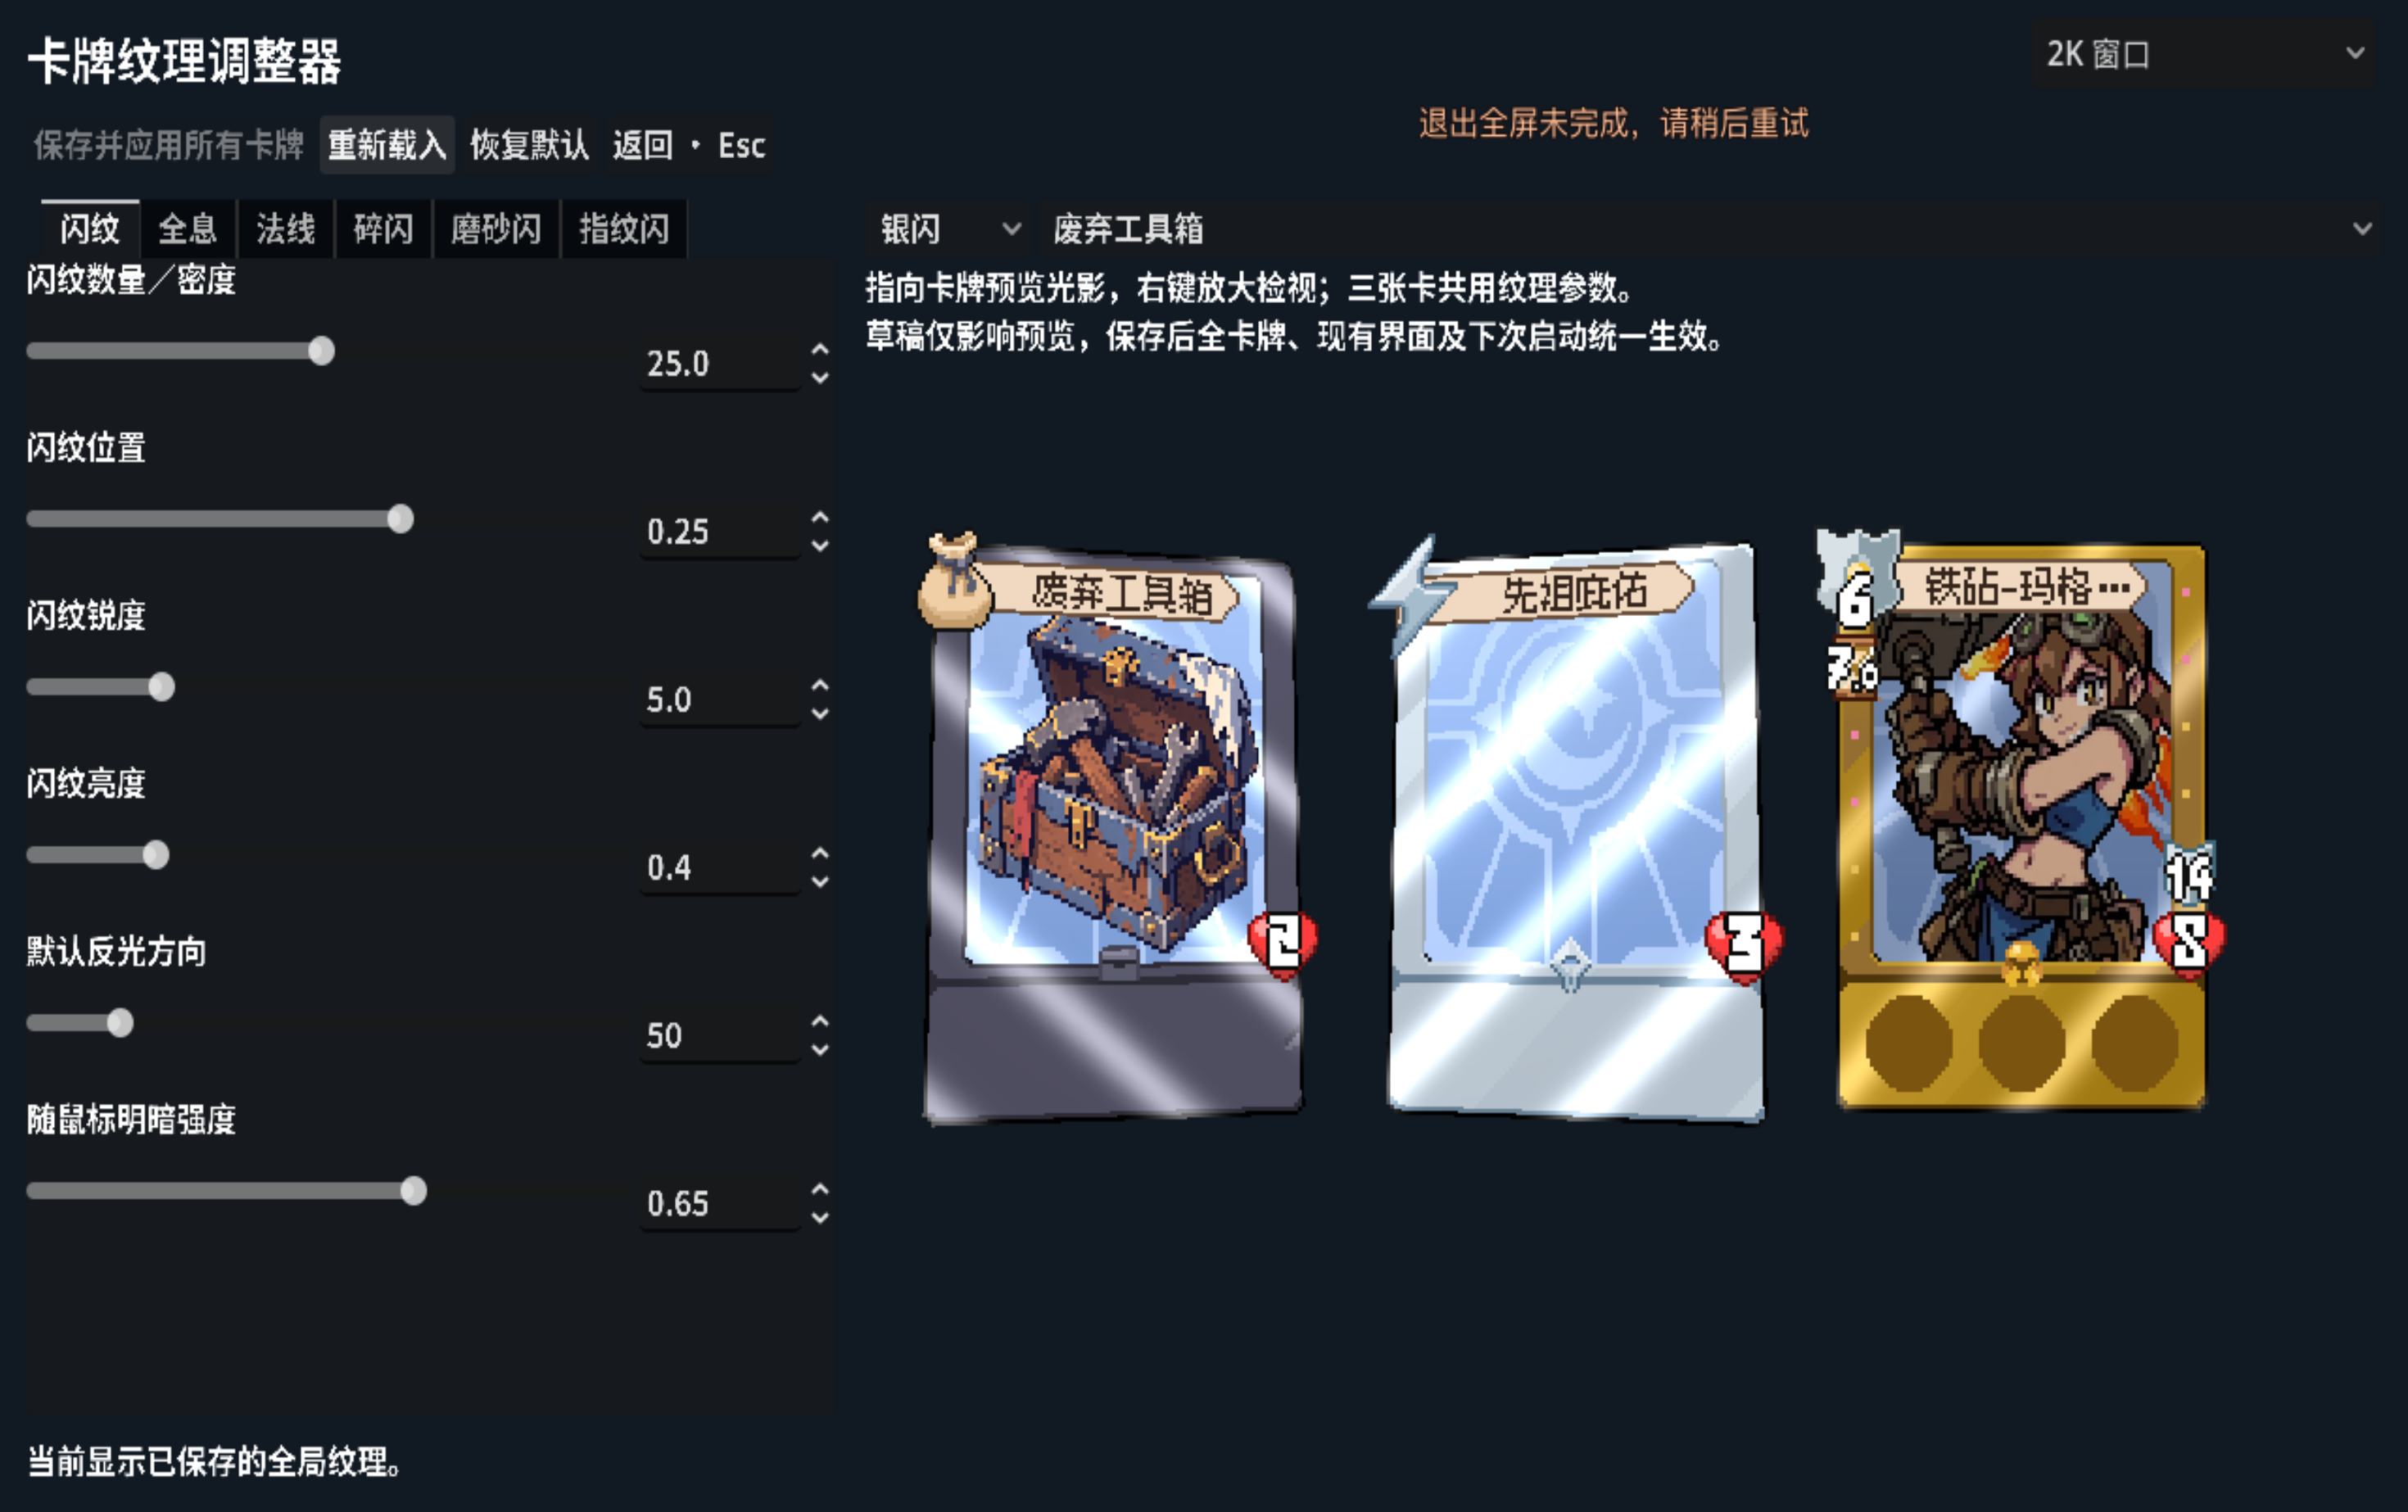 卡牌纹理调整器
2K 窗口
退出全屏未完成，请稍后重试
保存并应用所有卡牌 重新载入 恢复默认 返回 · Esc
闪纹 全息 法线 碎闪 磨砂闪 指纹闪
银闪 废弃工具箱
指向卡牌预览光影，右键放大检视；三张卡共用纹理参数。
草稿仅影响预览，保存后全卡牌、现有界面及下次启动统一生效。
闪纹数量／密度
25.0
闪纹位置
0.25
闪纹锐度
5.0
闪纹亮度
0.4
默认反光方向
50
随鼠标明暗强度
0.65
废弃工具箱
2
先祖庇佑
3
铁砧-玛格…
6
14
8
当前显示已保存的全局纹理。